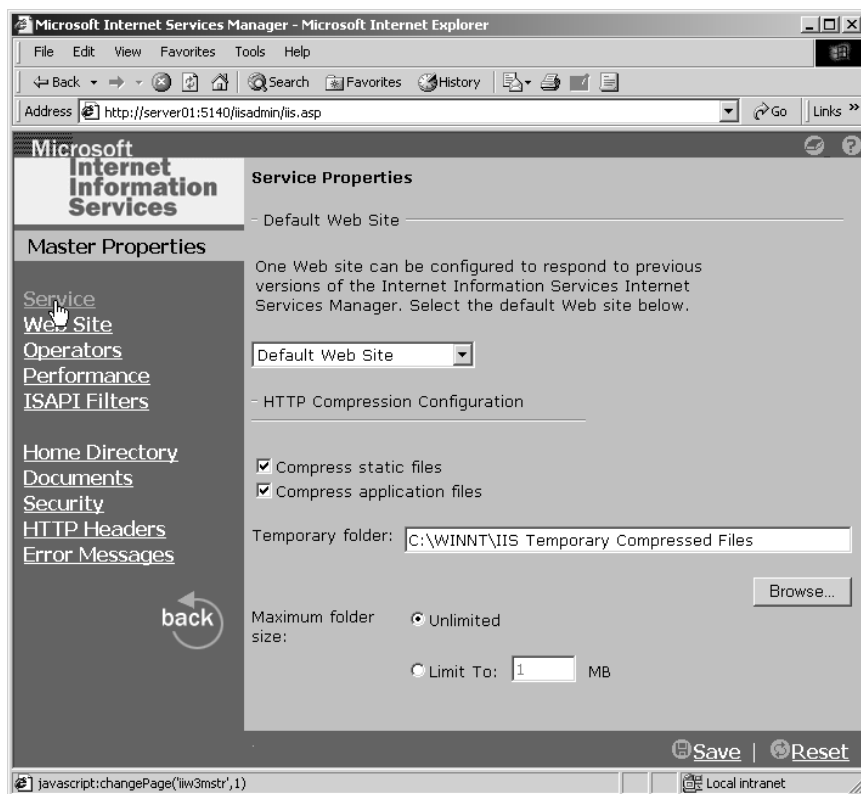 Microsoft Internet Services Manager - Microsoft Internet Explorer
File Edit View Favorites Tools Help
Back Search Favorites History
Address http://server01:5140/iisadmin/iis.asp Go Links »
Microsoft
Internet
Information
Services
Master Properties
Service
Web Site
Operators
Performance
ISAPI Filters
Home Directory
Documents
Security
HTTP Headers
Error Messages
back
Service Properties
Default Web Site
One Web site can be configured to respond to previous
versions of the Internet Information Services Internet
Services Manager. Select the default Web site below.
Default Web Site
HTTP Compression Configuration
Compress static files
Compress application files
Temporary folder: C:\WINNT\IIS Temporary Compressed Files
Browse...
Maximum folder
size:
Unlimited
Limit To: 1 MB
Save | Reset
javascript:changePage('iiw3mstr',1) Local intranet